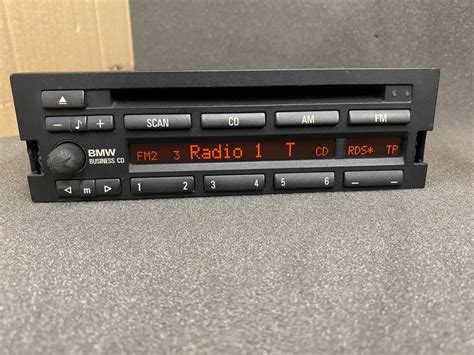 − ♪ + SCAN CD AM FM
BMW
BUSINESS CD
FM2 3 Radio 1 T CD RDS* TP
m 1 2 3 4 5 6 − −